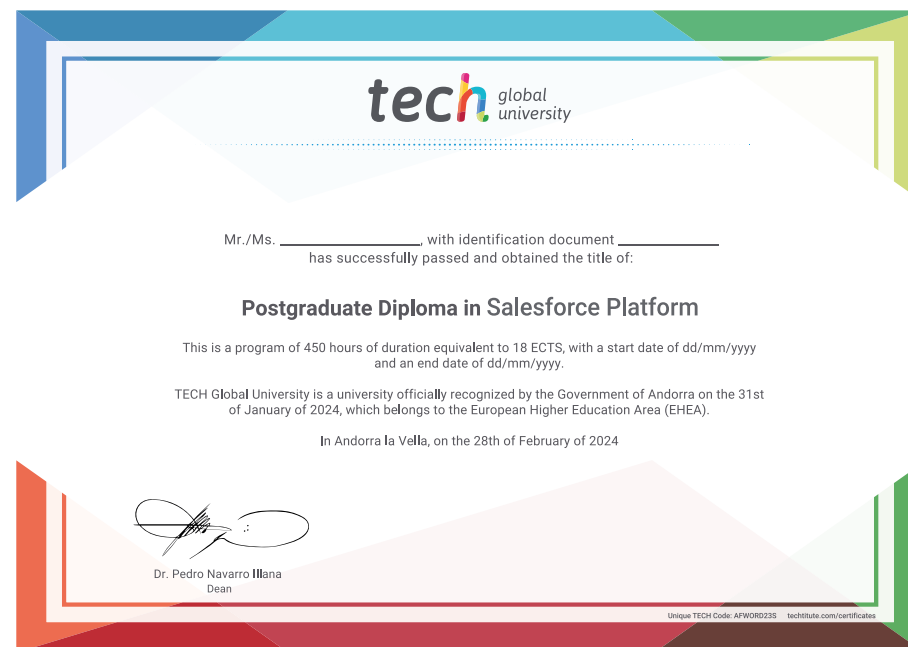 tech global university
Mr./Ms. ____________________, with identification document ______________
has successfully passed and obtained the title of:
Postgraduate Diploma in Salesforce Platform
This is a program of 450 hours of duration equivalent to 18 ECTS, with a start date of dd/mm/yyyy
and an end date of dd/mm/yyyy.
TECH Global University is a university officially recognized by the Government of Andorra on the 31st
of January of 2024, which belongs to the European Higher Education Area (EHEA).
In Andorra la Vella, on the 28th of February of 2024
Dr. Pedro Navarro Illana
Dean
Unique TECH Code: AFWORD23S techtitute.com/certificates